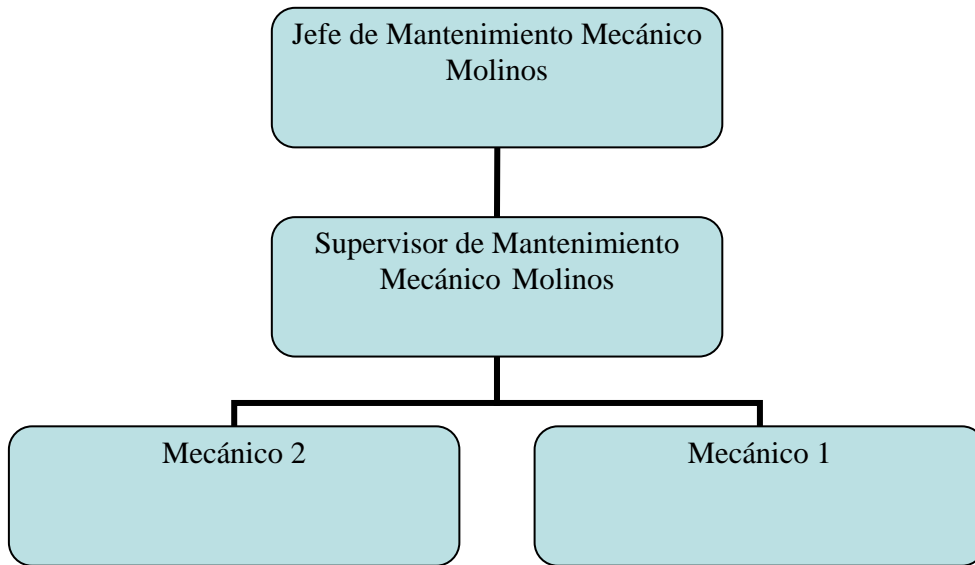 Jefe de Mantenimiento Mecánico
Molinos
Supervisor de Mantenimiento
Mecánico Molinos
Mecánico 2
Mecánico 1